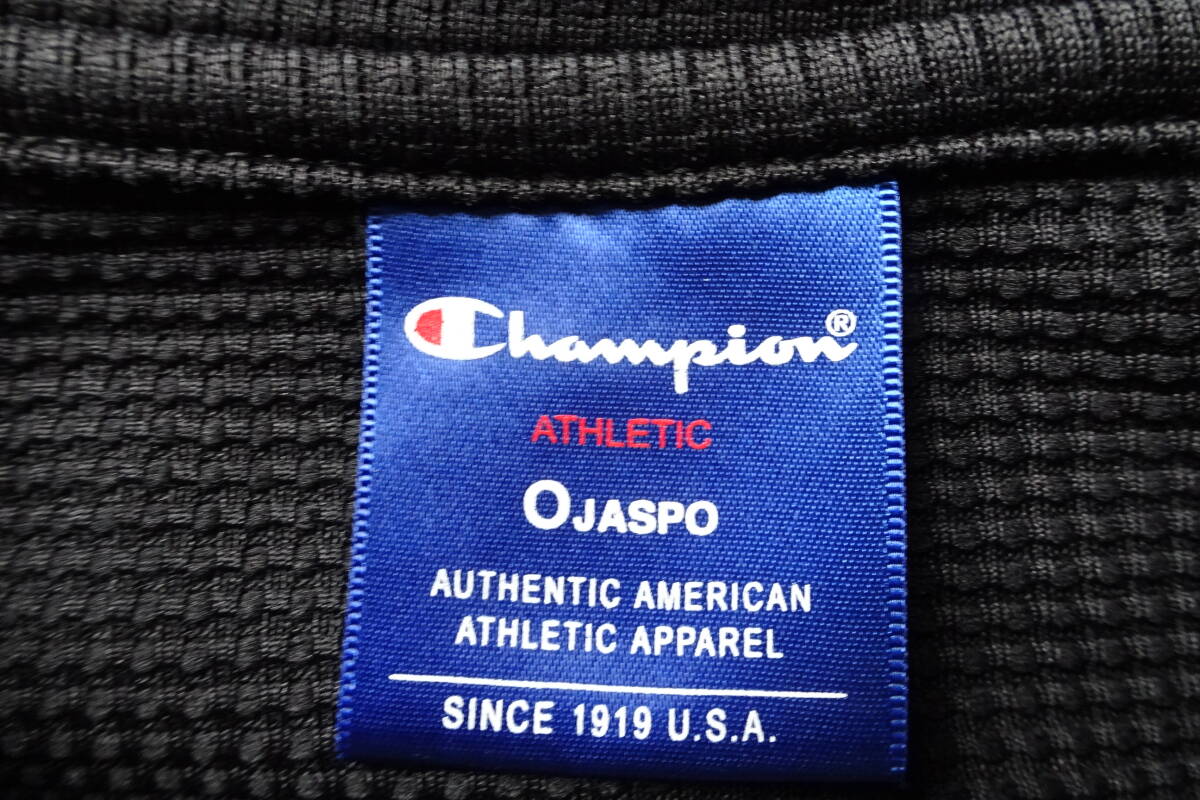 Champion®
ATHLETIC
OJASPO
AUTHENTIC AMERICAN
ATHLETIC APPAREL
SINCE 1919 U.S.A.